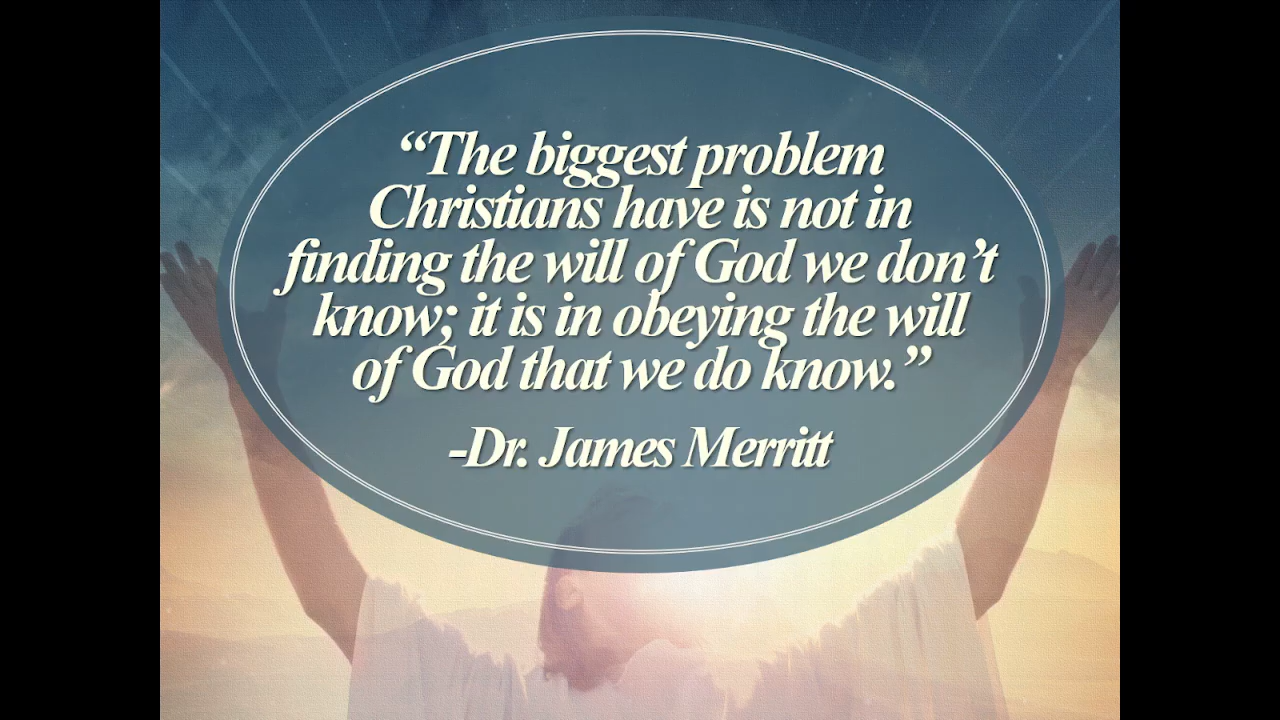 “The biggest problem
Christians have is not in
finding the will of God we don’t
know; it is in obeying the will
of God that we do know.”
-Dr. James Merritt